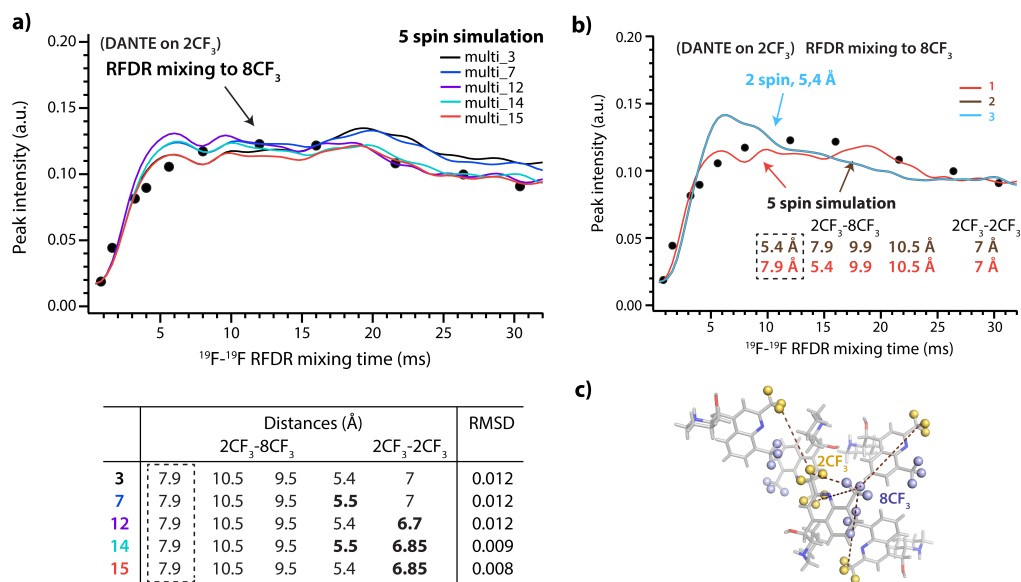 a)
(DANTE on 2CF₃)
RFDR mixing to 8CF₃
5 spin simulation
multi_3
multi_7
multi_12
multi_14
multi_15
Peak intensity (a.u.)
0.20
0.15
0.10
0.05
0.00
5 10 15 20 25 30
¹⁹F-¹⁹F RFDR mixing time (ms)
b)
(DANTE on 2CF₃) RFDR mixing to 8CF₃
2 spin, 5,4 Å
1
2
3
Peak intensity (a.u.)
0.20
0.15
0.10
0.05
0.00
5 spin simulation
2CF₃-8CF₃ 2CF₃-2CF₃
5.4 Å 7.9 9.9 10.5 Å 7 Å
7.9 Å 5.4 9.9 10.5 Å 7 Å
5 10 15 20 25 30
¹⁹F-¹⁹F RFDR mixing time (ms)
Distances (Å) RMSD
2CF₃-8CF₃ 2CF₃-2CF₃
3 7.9 10.5 9.5 5.4 7 0.012
7 7.9 10.5 9.5 5.5 7 0.012
12 7.9 10.5 9.5 5.4 6.7 0.012
14 7.9 10.5 9.5 5.5 6.85 0.009
15 7.9 10.5 9.5 5.4 6.85 0.008
c)
2CF₃
8CF₃